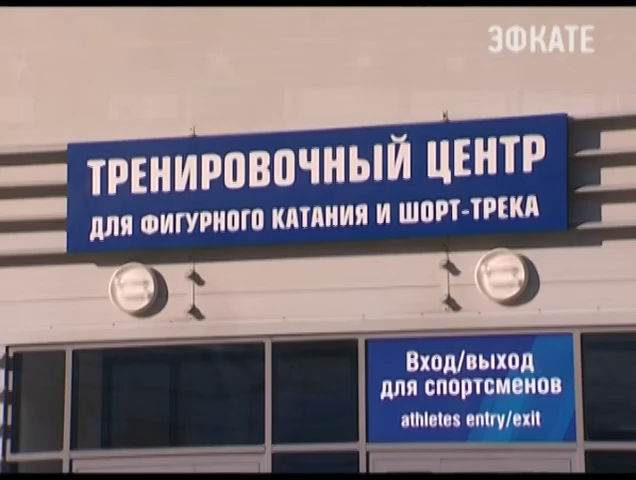 ЭФКАТЕ
ТРЕНИРОВОЧНЫЙ ЦЕНТР
ДЛЯ ФИГУРНОГО КАТАНИЯ И ШОРТ-ТРЕКА
Вход/выход
для спортсменов
athletes entry/exit